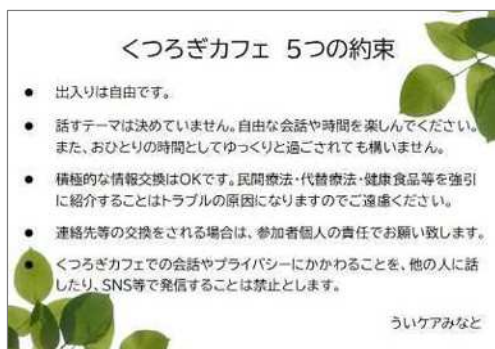 くつろぎカフェ 5つの約束
● 出入りは自由です。
● 話すテーマは決めていません。自由な会話や時間を楽しんでください。
また、おひとりの時間としてゆっくりと過ごされても構いません。
● 積極的な情報交換はOKです。民間療法・代替療法・健康食品等を強引
に紹介することはトラブルの原因になりますのでご遠慮ください。
● 連絡先等の交換をされる場合は、参加者個人の責任でお願い致します。
● くつろぎカフェでの会話やプライバシーにかかわることを、他の人に話
したり、SNS等で発信することは禁止とします。
ういケアみなと